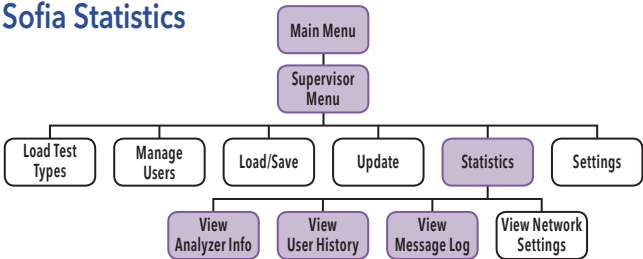 Sofia Statistics
Main Menu
Supervisor
Menu
Load Test
Types
Manage
Users
Load/Save
Update
Statistics
Settings
View
Analyzer Info
View
User History
View
Message Log
View Network
Settings